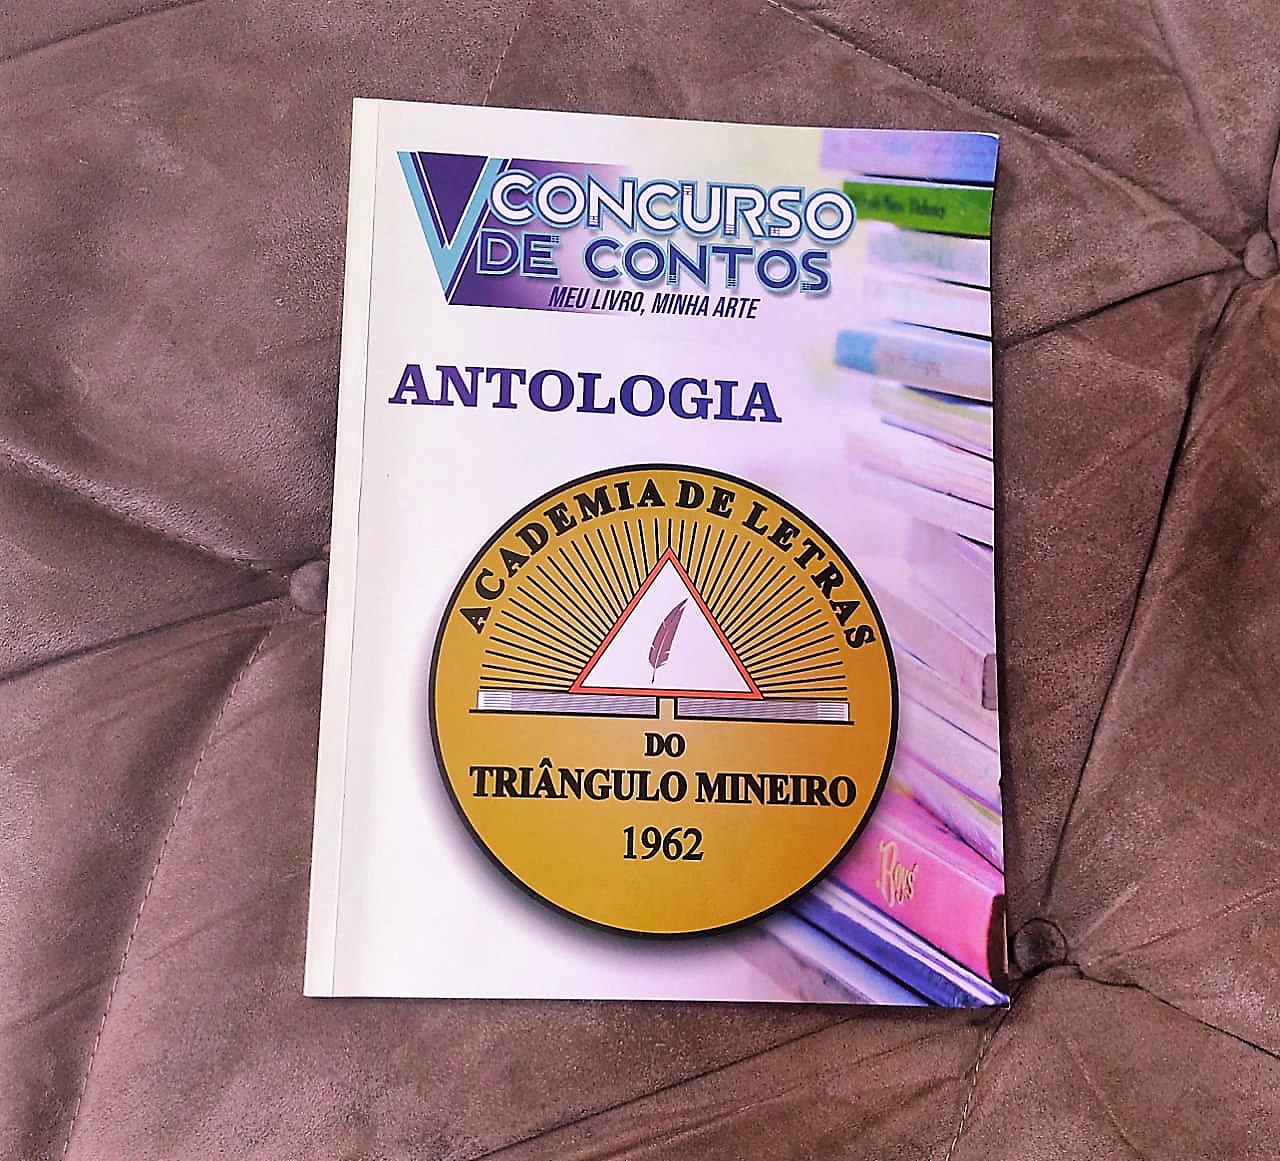 V CONCURSO
DE CONTOS
MEU LIVRO, MINHA ARTE
ANTOLOGIA
ACADEMIA DE LETRAS
DO
TRIÂNGULO MINEIRO
1962